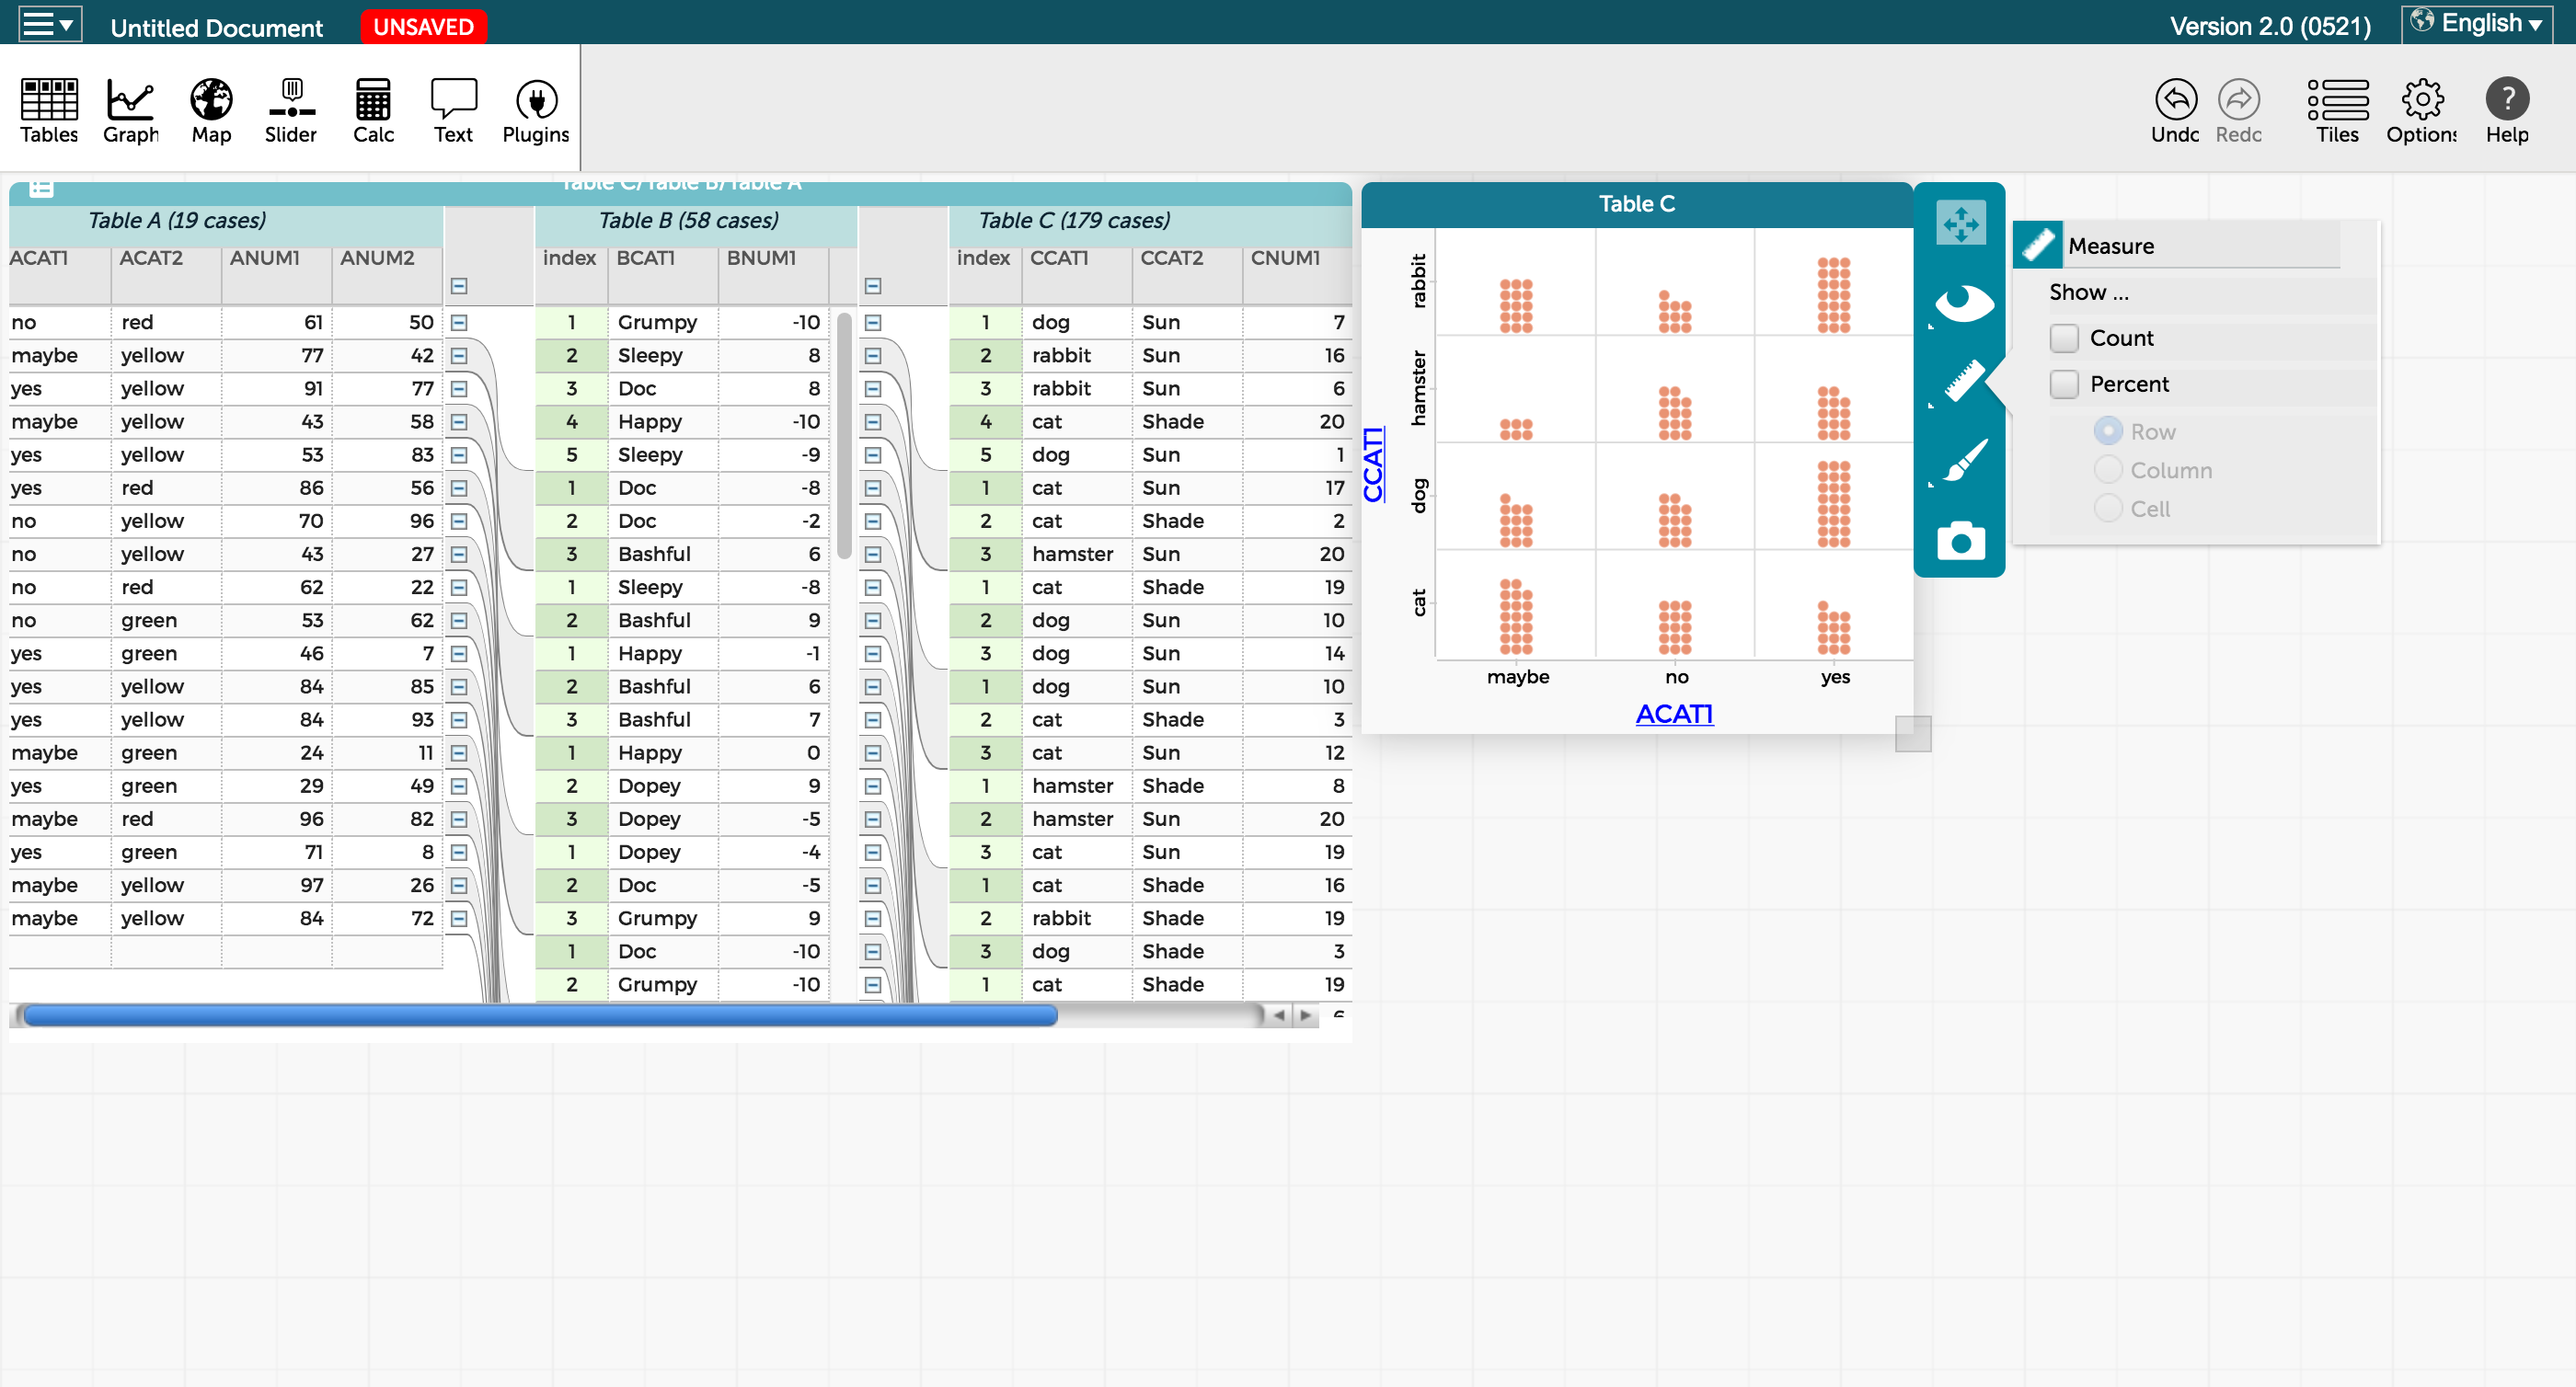 Untitled Document UNSAVED Version 2.0 (0521) English
Tables Graph Map Slider Calc Text Plugins Undo Redo Tiles Options ? Help
Table C/Table B/Table A
Table A (19 cases) Table B (58 cases) Table C (179 cases)
ACAT1 ACAT2 ANUM1 ANUM2 index BCAT1 BNUM1 index CCAT1 CCAT2 CNUM1
no red 61 50 1 Grumpy -10 1 dog Sun 7
maybe yellow 77 42 2 Sleepy 8 2 rabbit Sun 16
yes yellow 91 77 3 Doc 8 3 rabbit Sun 6
maybe yellow 43 58 4 Happy -10 4 cat Shade 20
yes yellow 53 83 5 Sleepy -9 5 dog Sun 1
yes red 86 56 1 Doc -8 1 cat Sun 17
no yellow 70 96 2 Doc -2 2 cat Shade 2
no yellow 43 27 3 Bashful 6 3 hamster Sun 20
no red 62 22 1 Sleepy -8 1 cat Shade 19
no green 53 62 2 Bashful 9 2 dog Sun 10
yes green 46 7 1 Happy -1 3 dog Sun 14
yes yellow 84 85 2 Bashful 6 1 dog Sun 10
yes yellow 84 93 3 Bashful 7 2 cat Shade 3
maybe green 24 11 1 Happy 0 3 cat Sun 12
yes green 29 49 2 Dopey 9 1 hamster Shade 8
maybe red 96 82 3 Dopey -5 2 hamster Sun 20
yes green 71 8 1 Dopey -4 3 cat Sun 19
maybe yellow 97 26 2 Doc -5 1 cat Shade 16
maybe yellow 84 72 3 Grumpy 9 2 rabbit Shade 19
1 Doc -10 3 dog Shade 3
2 Grumpy -10 1 cat Shade 19
Table C
CCAT1
rabbit
hamster
dog
cat
maybe no yes
ACAT1
Measure
Show ...
Count
Percent
Row
Column
Cell